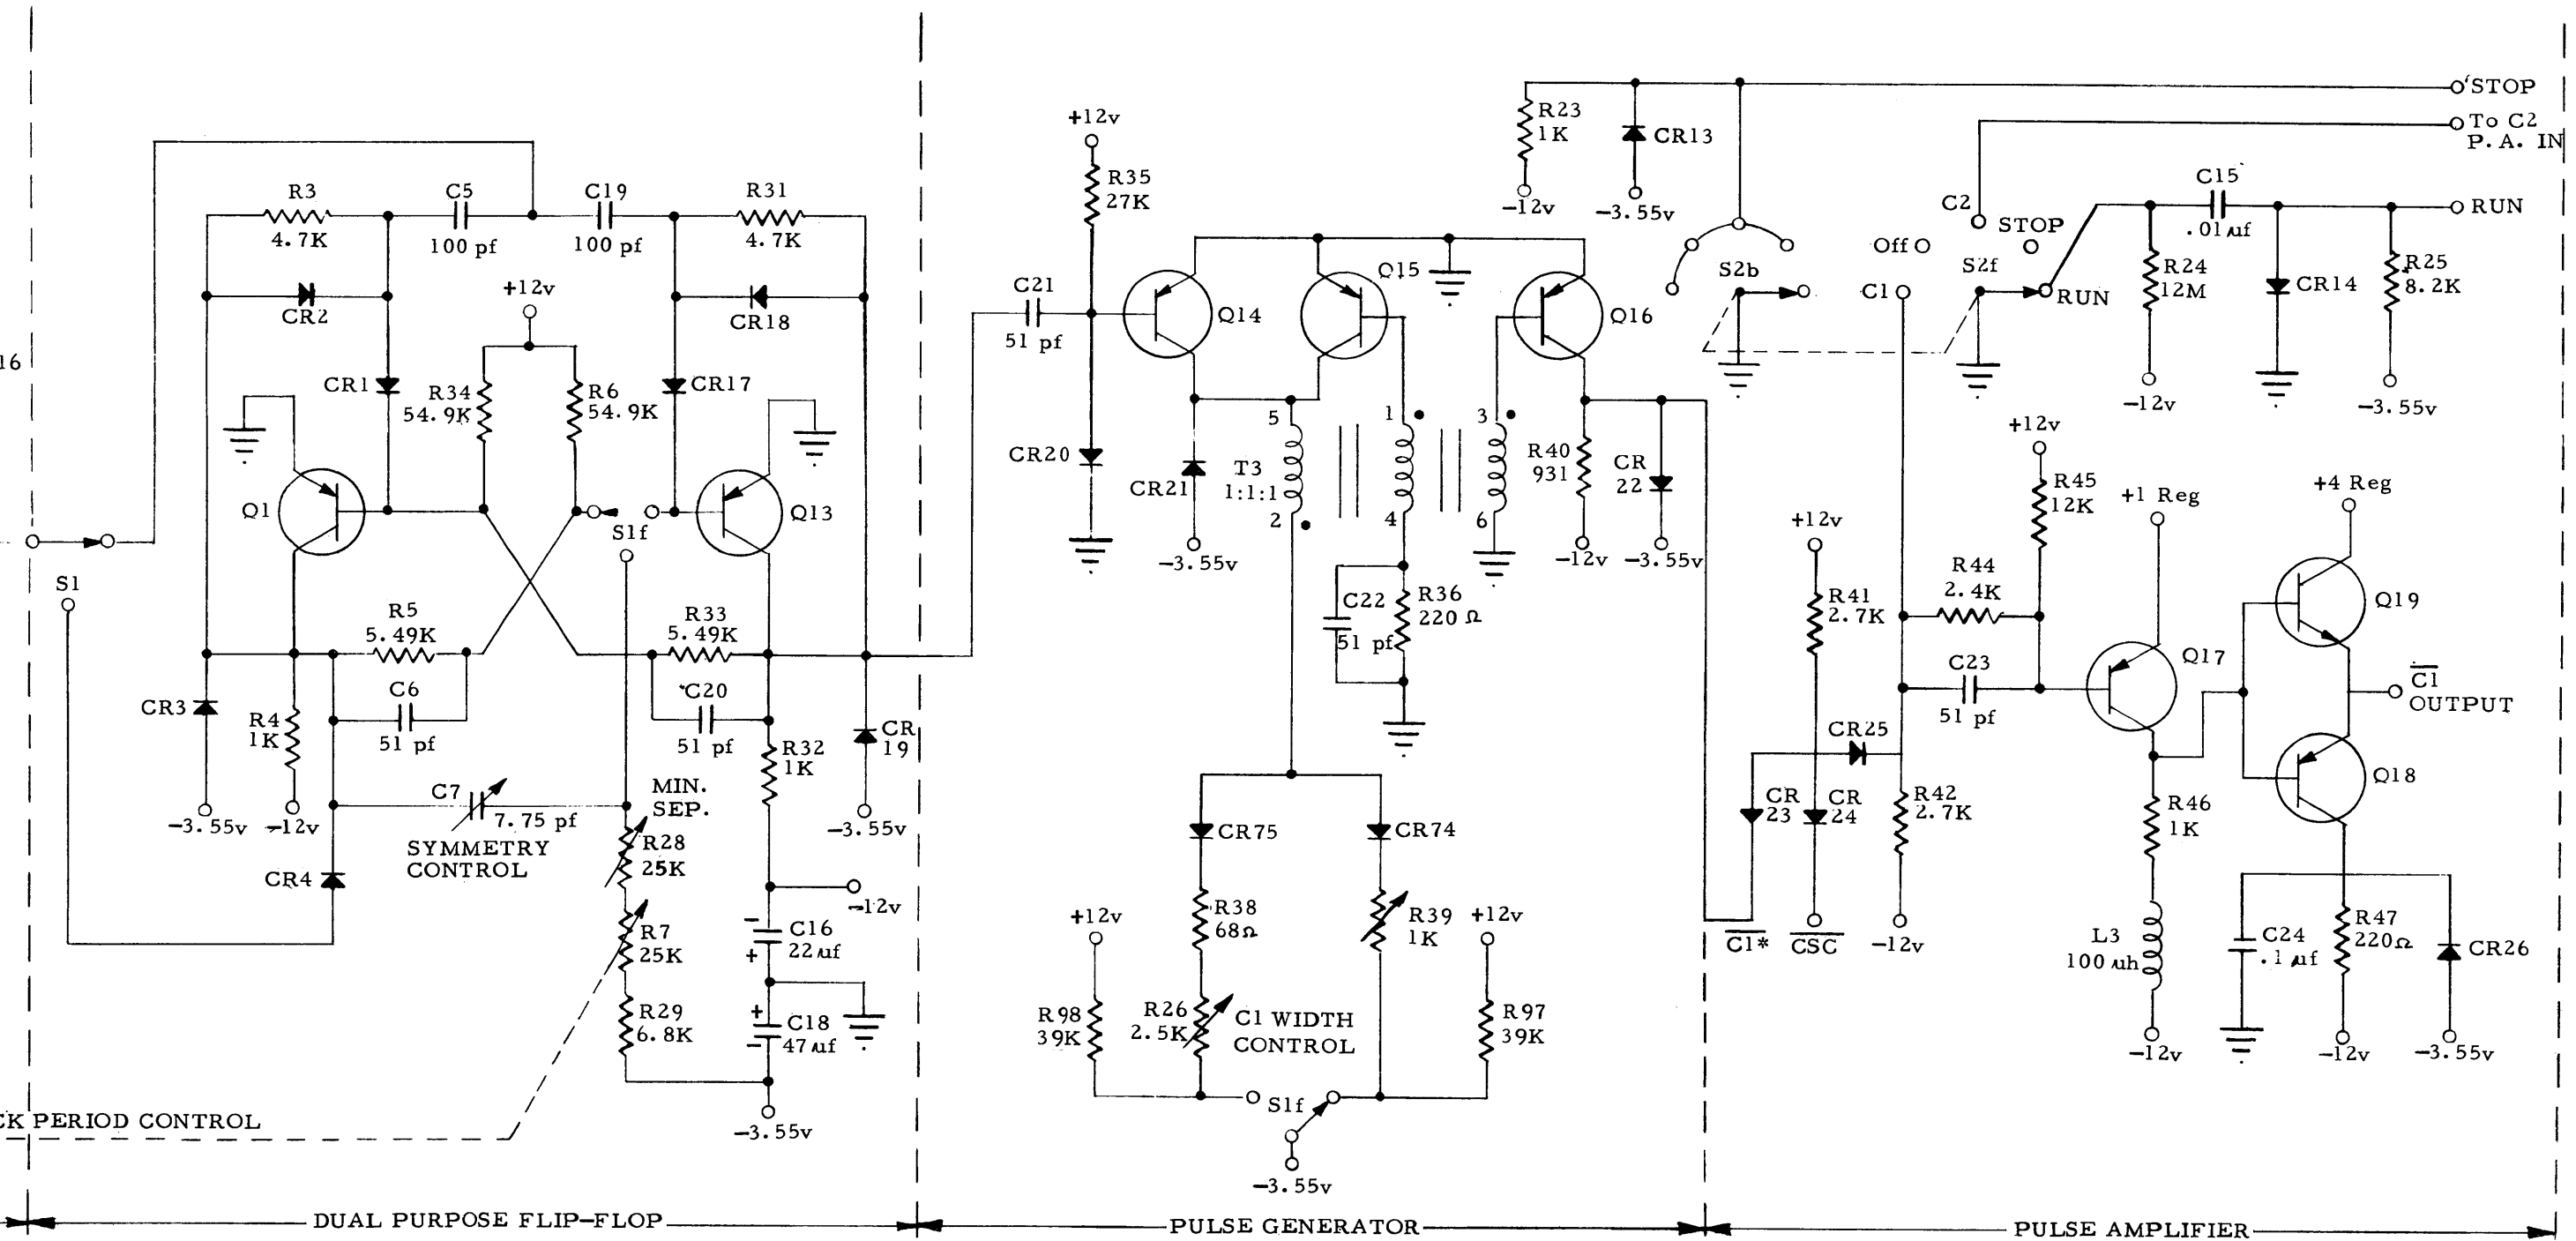 STOP
To C2
P. A. IN
RUN
+12v
R35
27K
R23
1K
CR13
-12v
-3.55v
C2
STOP
C15
.01 uf
R3
4.7K
C5
100 pf
C19
100 pf
R31
4.7K
CR2
CR18
+12v
C21
51 pf
Q14
Q15
Q16
S2b
Off
C1
S2f
RUN
R24
12M
CR14
R25
8.2K
-12v
-3.55v
16
CR1
R34
54.9K
R6
54.9K
CR17
Q1
S1f
Q13
CR20
CR21
-3.55v
5
2
T3
1:1:1
1
4
3
6
R40
931
CR
22
-12v
-3.55v
+12v
R45
12K
+1 Reg
+4 Reg
S1
R5
5.49K
C6
51 pf
R33
5.49K
C20
51 pf
C22
51 pf
R36
220 Ω
+12v
R41
2.7K
R44
2.4K
C23
51 pf
Q17
Q19
Q18
C1
OUTPUT
CR3
R4
1K
-3.55v
-12v
C7
7.75 pf
SYMMETRY
CONTROL
CR4
MIN.
SEP.
R28
25K
R7
25K
R29
6.8K
R32
1K
CR
19
-3.55v
-12v
C16
22 uf
C18
47 uf
-3.55v
CR75
CR74
R38
68Ω
R39
1K
+12v
+12v
R98
39K
R26
2.5K
C1 WIDTH
CONTROL
R97
39K
S1f
-3.55v
CR25
CR
23
CR
24
R42
2.7K
C1*
CSC
-12v
R46
1K
L3
100 uh
-12v
C24
.1 uf
R47
220Ω
-12v
CR26
-3.55v
CK PERIOD CONTROL
DUAL PURPOSE FLIP-FLOP
PULSE GENERATOR
PULSE AMPLIFIER